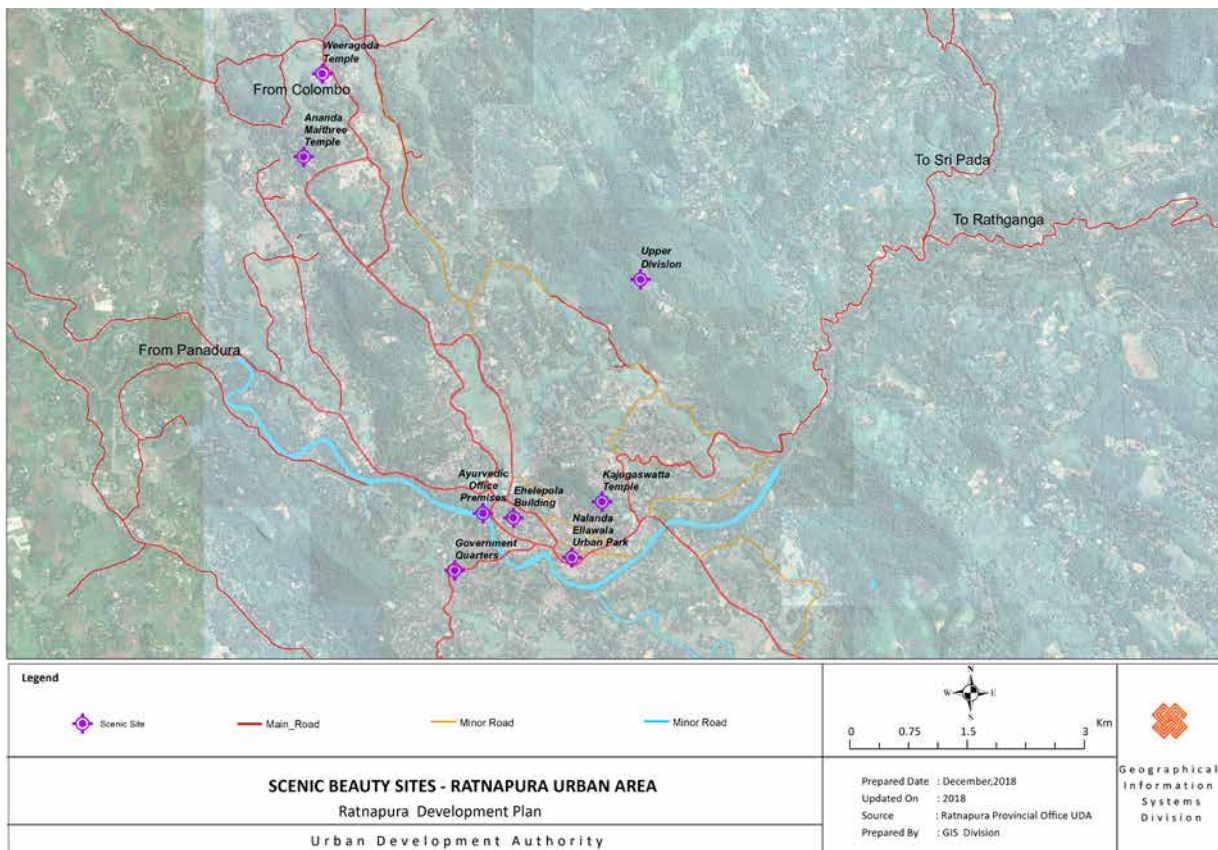 Weeragoda
Temple
From Colombo
Ananda
Maithree
Temple
To Sri Pada
To Rathganga
Upper
Division
From Panadura
Ayurvedic
Office
Premises
Ehelepola
Building
Kajugaswatta
Temple
Nalanda
Ellawala
Urban Park
Government
Quarters
Legend
Scenic Site
Main_Road
Minor Road
Minor Road
N
W E
S
0 0.75 1.5 3 Km
SCENIC BEAUTY SITES - RATNAPURA URBAN AREA
Ratnapura Development Plan
Urban Development Authority
Prepared Date : December,2018
Updated On : 2018
Source : Ratnapura Provincial Office UDA
Prepared By : GIS Division
Geographical
Information
Systems
Division